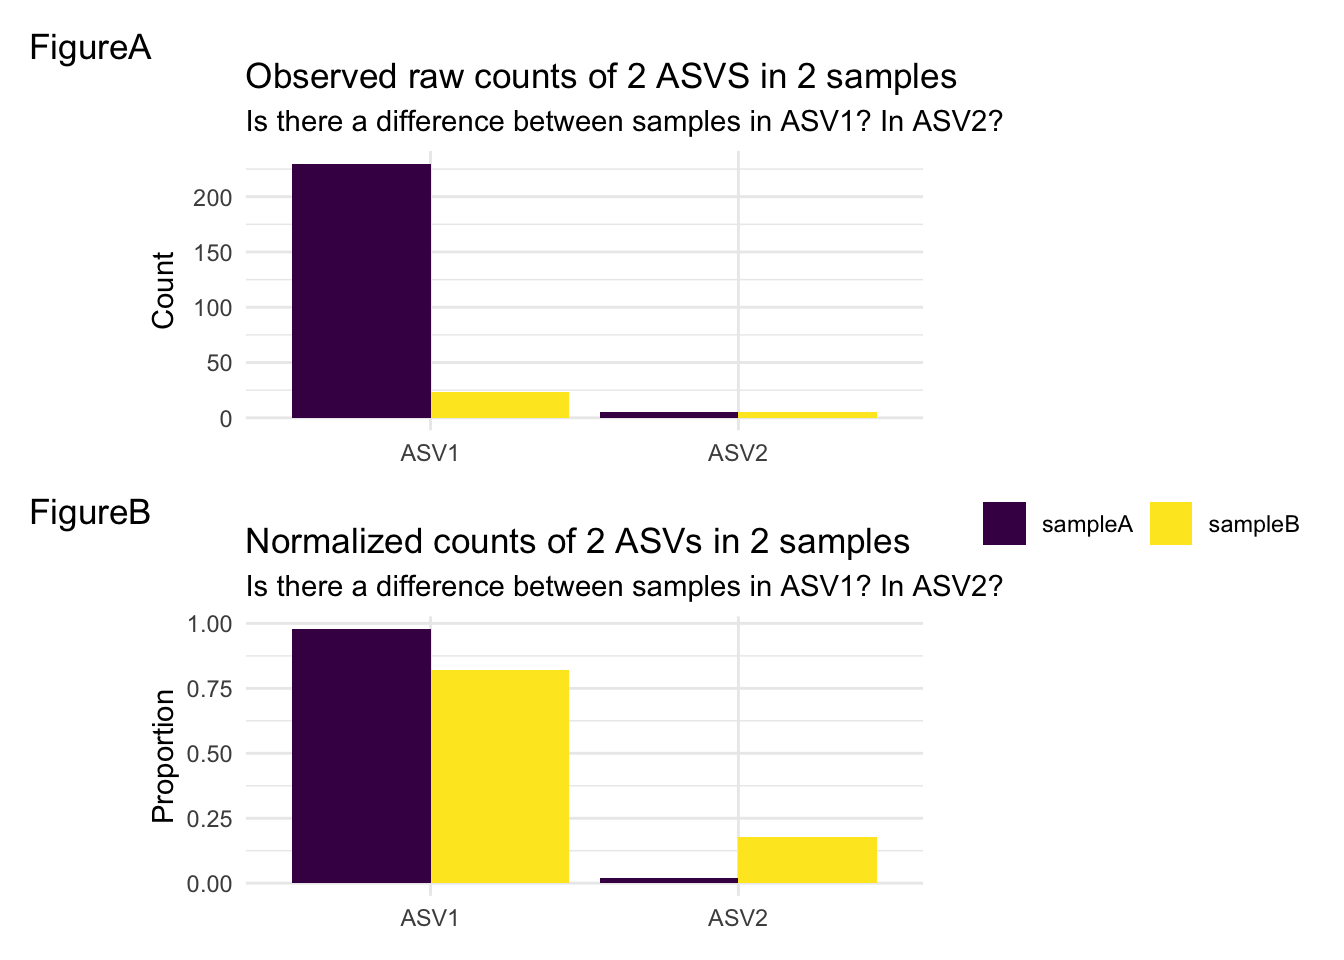 FigureA
Observed raw counts of 2 ASVS in 2 samples
Is there a difference between samples in ASV1? In ASV2?
200
150
100
50
0
Count
ASV1 ASV2
FigureB
sampleA sampleB
Normalized counts of 2 ASVs in 2 samples
Is there a difference between samples in ASV1? In ASV2?
1.00
0.75
0.50
0.25
0.00
Proportion
ASV1 ASV2